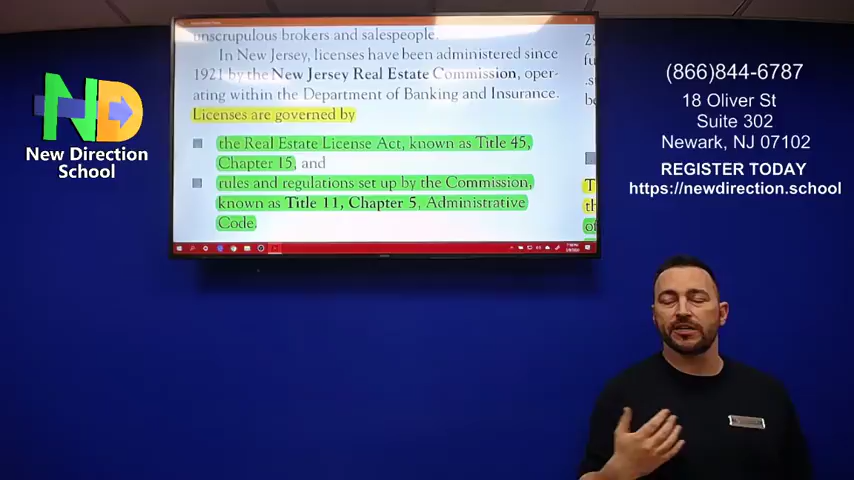 unscrupulous brokers and salespeople.
In New Jersey, licenses have been administered since
1921 by the New Jersey Real Estate Commission, oper-
ating within the Department of Banking and Insurance.
Licenses are governed by
the Real Estate License Act, known as Title 45,
Chapter 15, and
rules and regulations set up by the Commission,
known as Title 11, Chapter 5, Administrative
Code.
ND
New Direction
School
(866)844-6787
18 Oliver St
Suite 302
Newark, NJ 07102
REGISTER TODAY
https://newdirection.school